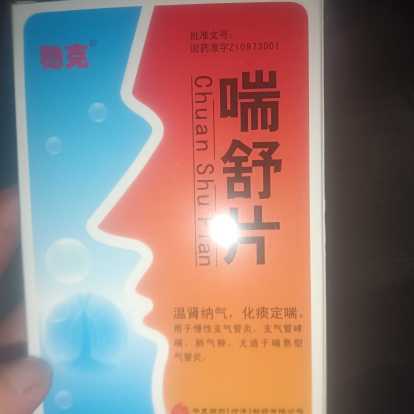 稳克
批准文号:
国药准字Z10973001
喘舒片
Chuan Shu Pian
温肾纳气,化痰定喘。
用于慢性支气管炎,支气管哮
喘,肺气肿,尤适于喘息型
气管炎。